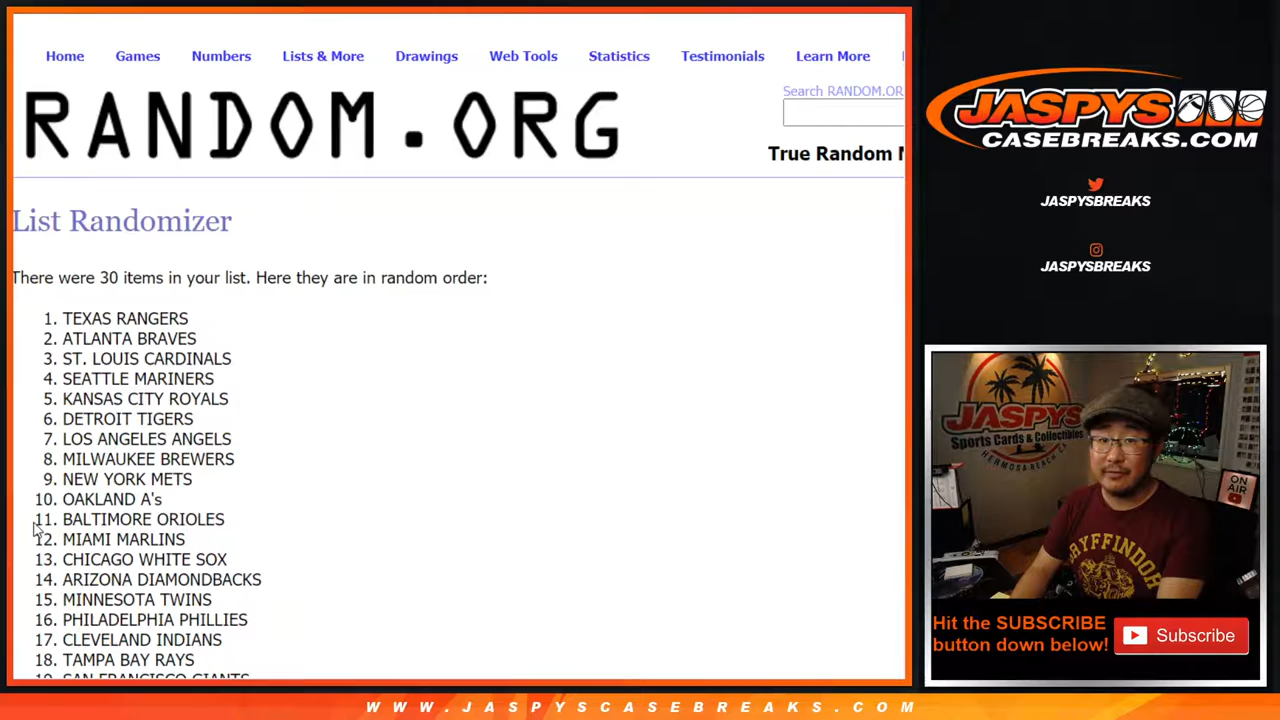 Home Games Numbers Lists & More Drawings Web Tools Statistics Testimonials Learn More
RANDOM.ORG
Search RANDOM.OR
True Random
List Randomizer
There were 30 items in your list. Here they are in random order:
1. TEXAS RANGERS
2. ATLANTA BRAVES
3. ST. LOUIS CARDINALS
4. SEATTLE MARINERS
5. KANSAS CITY ROYALS
6. DETROIT TIGERS
7. LOS ANGELES ANGELS
8. MILWAUKEE BREWERS
9. NEW YORK METS
10. OAKLAND A's
11. BALTIMORE ORIOLES
12. MIAMI MARLINS
13. CHICAGO WHITE SOX
14. ARIZONA DIAMONDBACKS
15. MINNESOTA TWINS
16. PHILADELPHIA PHILLIES
17. CLEVELAND INDIANS
18. TAMPA BAY RAYS
19. SAN FRANCISCO GIANTS
JASPYS
CASEBREAKS.COM
JASPYSBREAKS
JASPYSBREAKS
JASPYS
Sports Cards & Collectibles
HERMOSA BEACH CA
ON AIR
GRYFFINDOR
Hit the SUBSCRIBE
button down below!
Subscribe
WWW.JASPYSCASEBREAKS.COM